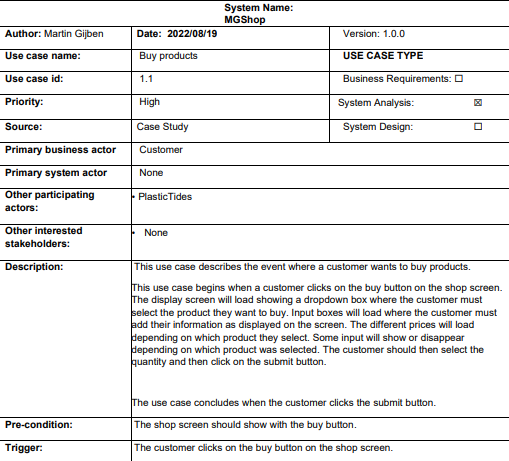 System Name:
MGShop
Author: Martin Gijben Date: 2022/08/19 Version: 1.0.0
Use case name: Buy products USE CASE TYPE
Use case id: 1.1 Business Requirements: ☐
Priority: High System Analysis: ☒
Source: Case Study System Design: ☐
Primary business actor Customer
Primary system actor None
Other participating
actors:
• PlasticTides
Other interested
stakeholders:
• None
Description: This use case describes the event where a customer wants to buy products.
This use case begins when a customer clicks on the buy button on the shop screen.
The display screen will load showing a dropdown box where the customer must
select the product they want to buy. Input boxes will load where the customer must
add their information as displayed on the screen. The different prices will load
depending on which product they select. Some input will show or disappear
depending on which product was selected. The customer should then select the
quantity and then click on the submit button.
The use case concludes when the customer clicks the submit button.
Pre-condition: The shop screen should show with the buy button.
Trigger: The customer clicks on the buy button on the shop screen.